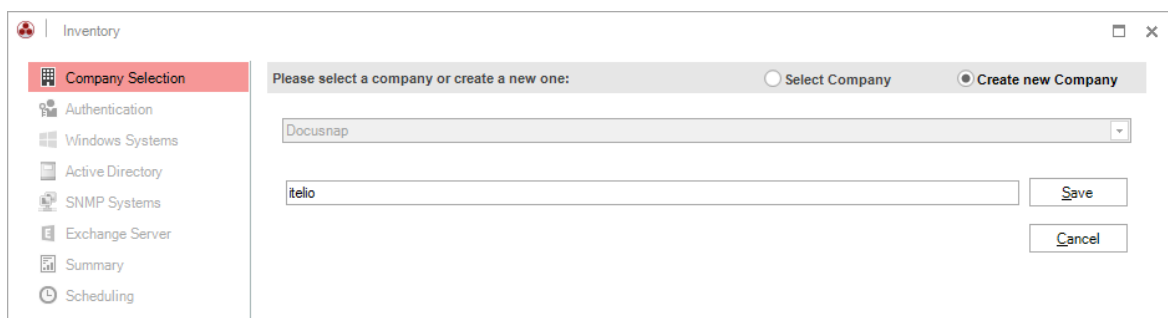 Inventory
Company Selection
Authentication
Windows Systems
Active Directory
SNMP Systems
Exchange Server
Summary
Scheduling
Please select a company or create a new one:
Select Company
Create new Company
Docusnap
itelio
Save
Cancel